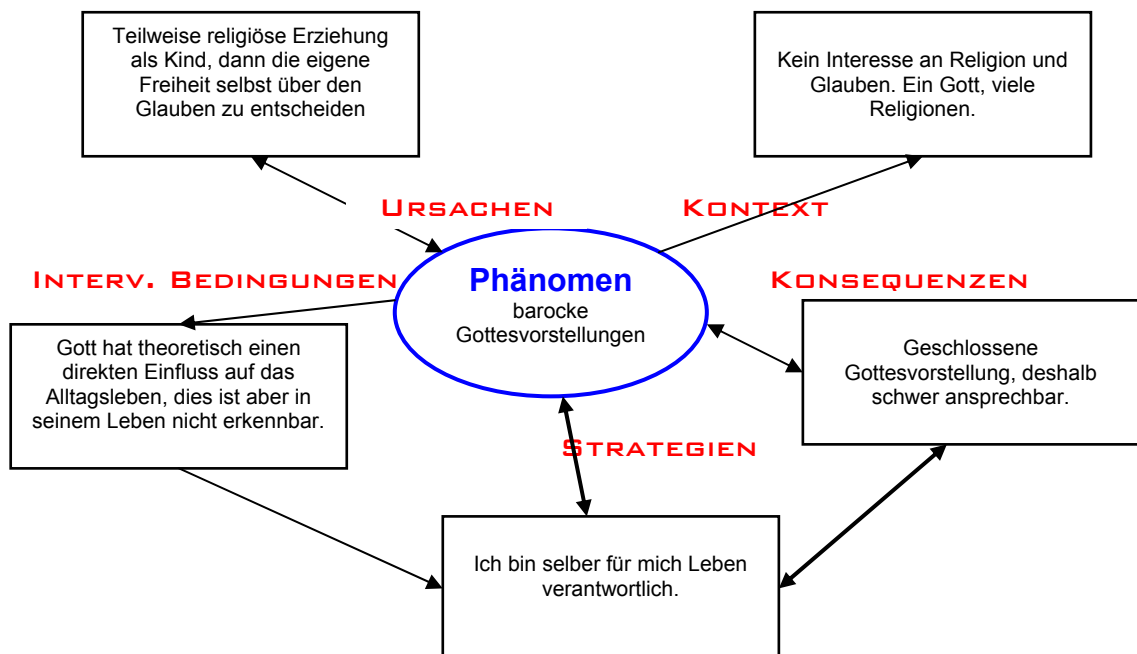 Teilweise religiöse Erziehung
als Kind, dann die eigene
Freiheit selbst über den
Glauben zu entscheiden
Kein Interesse an Religion und
Glauben. Ein Gott, viele
Religionen.
URSACHEN
KONTEXT
INTERV. BEDINGUNGEN
Phänomen
barocke
Gottesvorstellungen
KONSEQUENZEN
Gott hat theoretisch einen
direkten Einfluss auf das
Alltagsleben, dies ist aber in
seinem Leben nicht erkennbar.
Geschlossene
Gottesvorstellung, deshalb
schwer ansprechbar.
STRATEGIEN
Ich bin selber für mich Leben
verantwortlich.